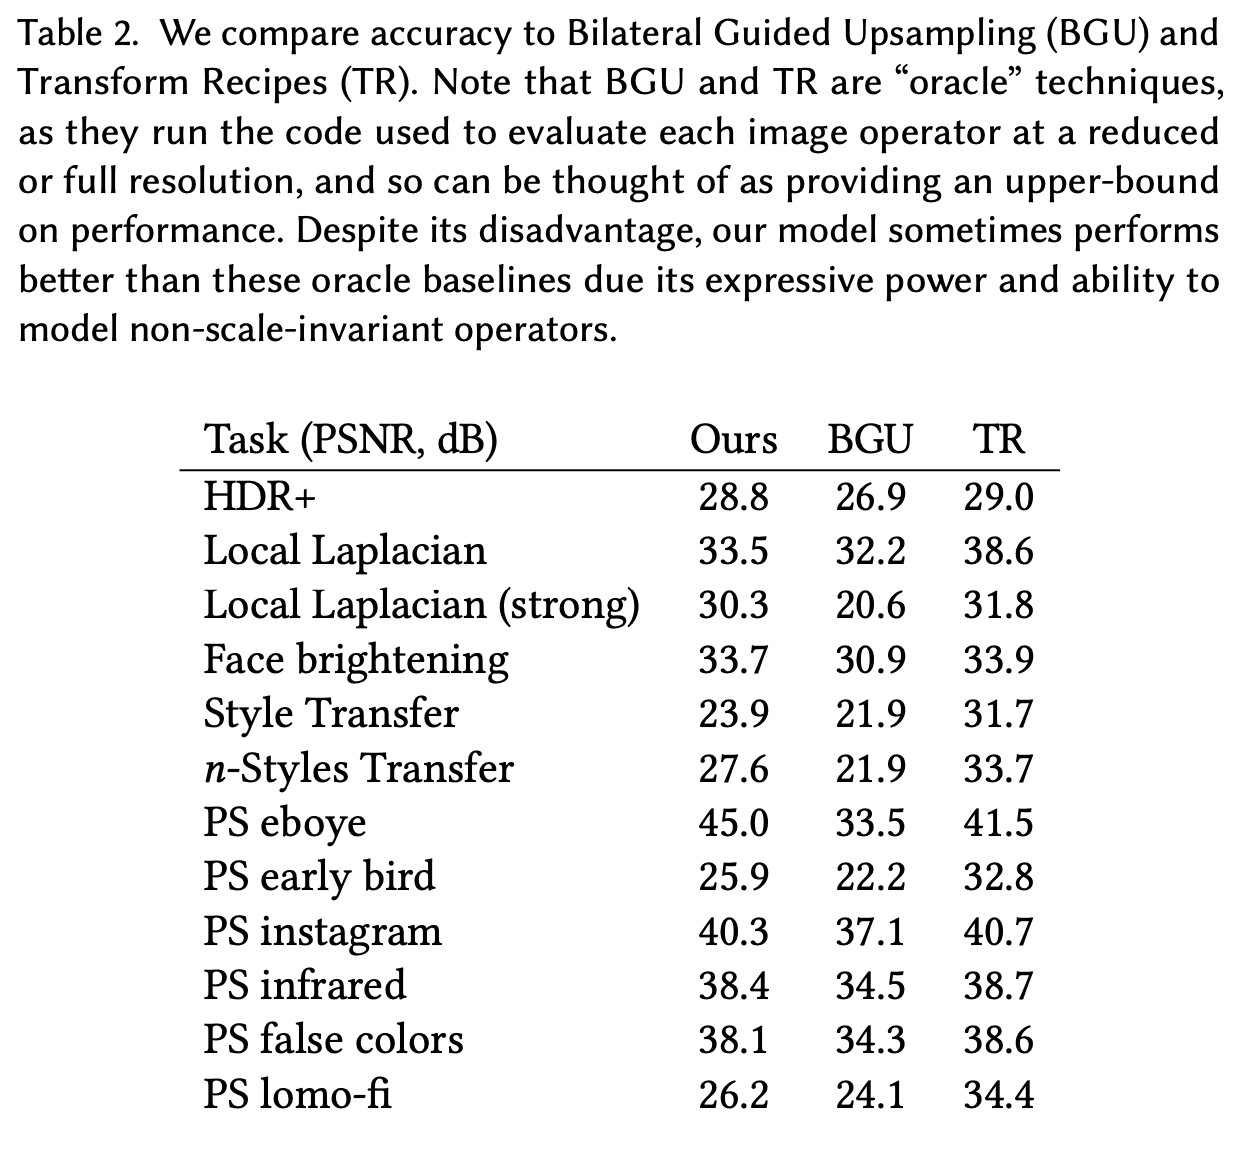 Table 2. We compare accuracy to Bilateral Guided Upsampling (BGU) and
Transform Recipes (TR). Note that BGU and TR are “oracle” techniques,
as they run the code used to evaluate each image operator at a reduced
or full resolution, and so can be thought of as providing an upper-bound
on performance. Despite its disadvantage, our model sometimes performs
better than these oracle baselines due its expressive power and ability to
model non-scale-invariant operators.
Task (PSNR, dB) Ours BGU TR
HDR+ 28.8 26.9 29.0
Local Laplacian 33.5 32.2 38.6
Local Laplacian (strong) 30.3 20.6 31.8
Face brightening 33.7 30.9 33.9
Style Transfer 23.9 21.9 31.7
n-Styles Transfer 27.6 21.9 33.7
PS eboye 45.0 33.5 41.5
PS early bird 25.9 22.2 32.8
PS instagram 40.3 37.1 40.7
PS infrared 38.4 34.5 38.7
PS false colors 38.1 34.3 38.6
PS lomo-fi 26.2 24.1 34.4